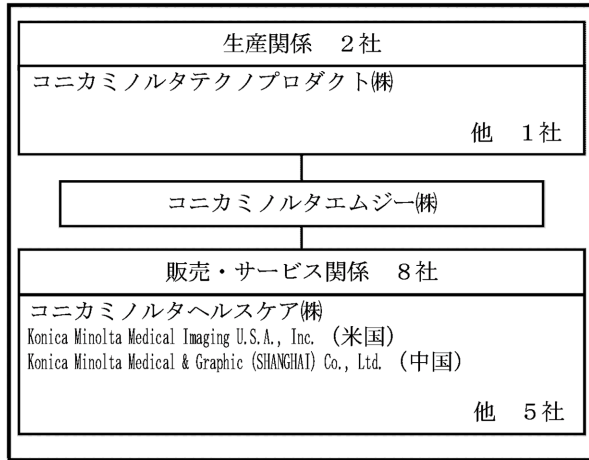 生産関係　２社
コニカミノルタテクノプロダクト㈱
他　１社
コニカミノルタエムジー㈱
販売・サービス関係　８社
コニカミノルタヘルスケア㈱
Konica Minolta Medical Imaging U.S.A., Inc. （米国）
Konica Minolta Medical & Graphic (SHANGHAI) Co., Ltd. （中国）
他　５社